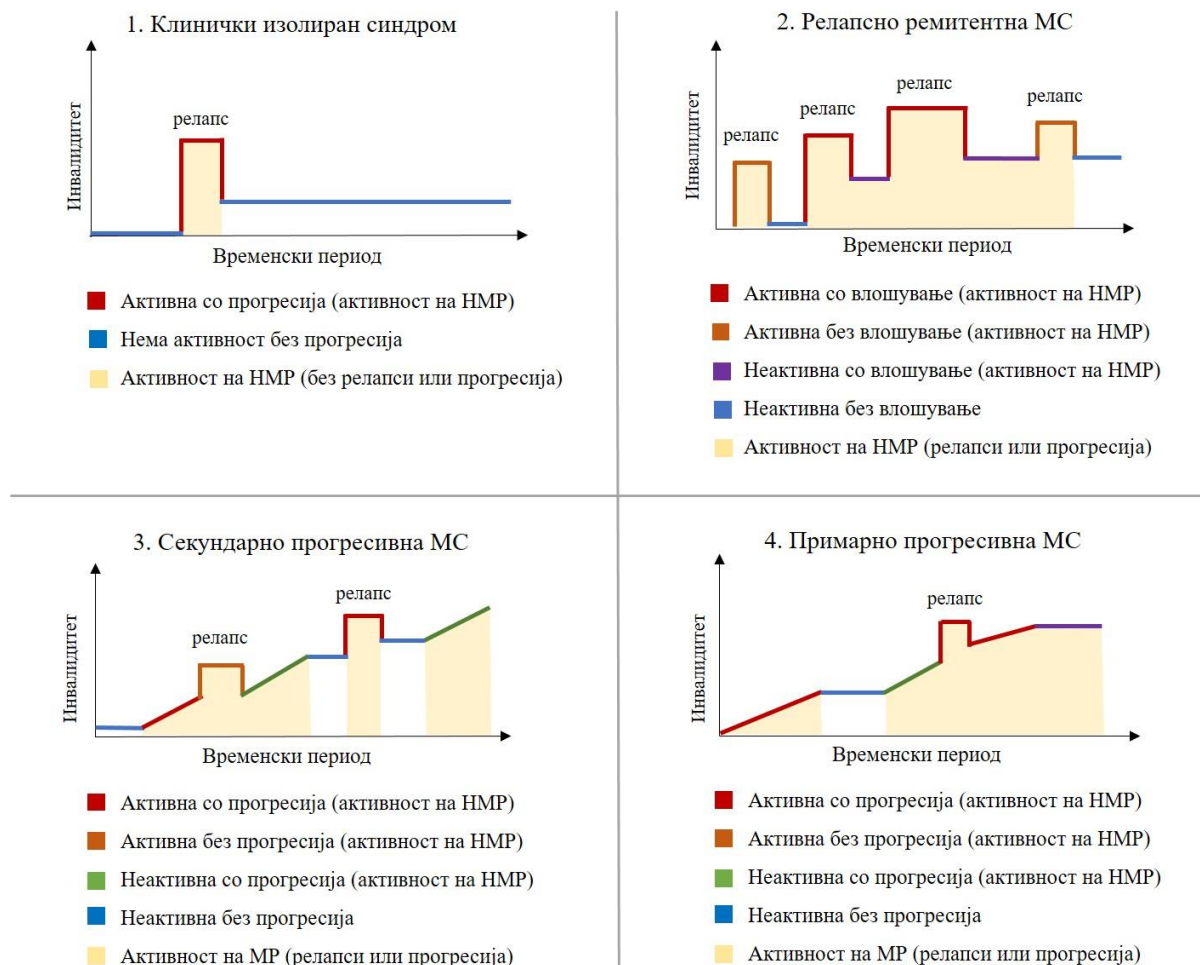 1. Клинички изолиран синдром
Инвалидитет
релапс
Временски период
Активна со прогресија (активност на НМР)
Нема активност без прогресија
Активност на НМР (без релапси или прогресија)
2. Релапсно ремитентна МС
Инвалидитет
релапс
релапс
релапс
релапс
Временски период
Активна со влошување (активност на НМР)
Активна без влошување (активност на НМР)
Неактивна со влошување (активност на НМР)
Неактивна без влошување
Активност на НМР (релапси или прогресија)
3. Секундарно прогресивна МС
Инвалидитет
релапс
релапс
Временски период
Активна со прогресија (активност на НМР)
Активна без прогресија (активност на НМР)
Неактивна со прогресија (активност на НМР)
Неактивна без прогресија
Активност на МР (релапси или прогресија)
4. Примарно прогресивна МС
Инвалидитет
релапс
Временски период
Активна со прогресија (активност на НМР)
Активна без прогресија (активност на НМР)
Неактивна со прогресија (активност на НМР)
Неактивна без прогресија
Активност на МР (релапси или прогресија)